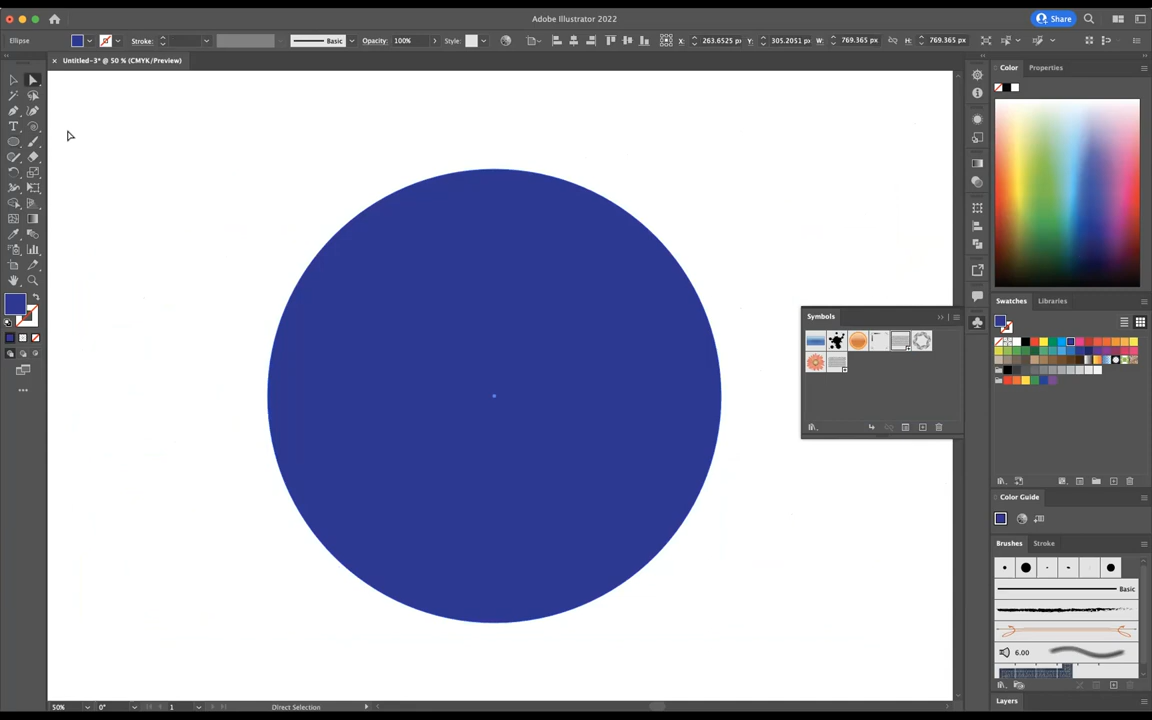 Adobe Illustrator 2022
Share
Ellipse
Stroke:
Basic
Opacity: 100%
Style:
X: 263.6525 px
Y: 305.2051 px
W: 769.365 px
H: 769.365 px
× Untitled-3* @ 50 % (CMYK/Preview)
Color
Properties
Symbols
Swatches
Libraries
Color Guide
Brushes
Stroke
Basic
6.00
Layers
50%
0°
1
Direct Selection